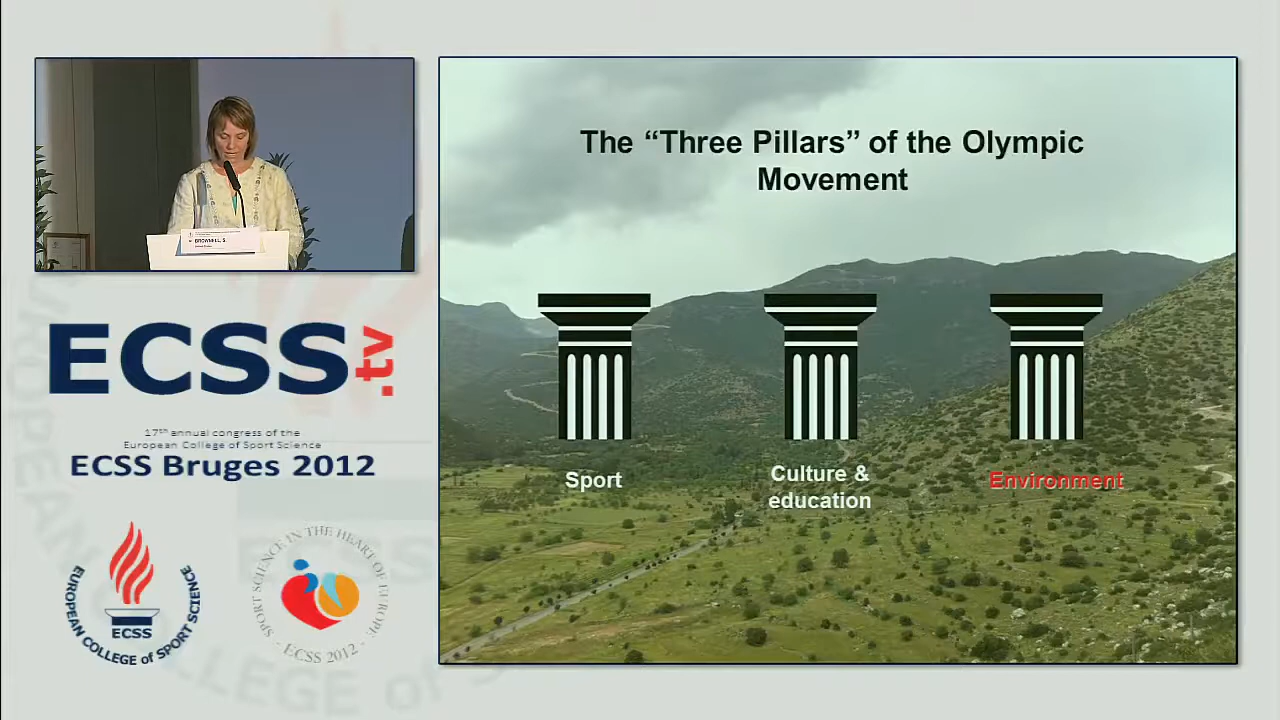 The “Three Pillars” of the Olympic
Movement
Sport
Culture &
education
Environment
BROWNELL, S.
ECSS
.tv
17th annual congress of the
European College of Sport Science
ECSS Bruges 2012
EUROPEAN COLLEGE of SPORT SCIENCE
ECSS
SPORT SCIENCE IN THE HEART OF EUROPE
- ECSS 2012 -